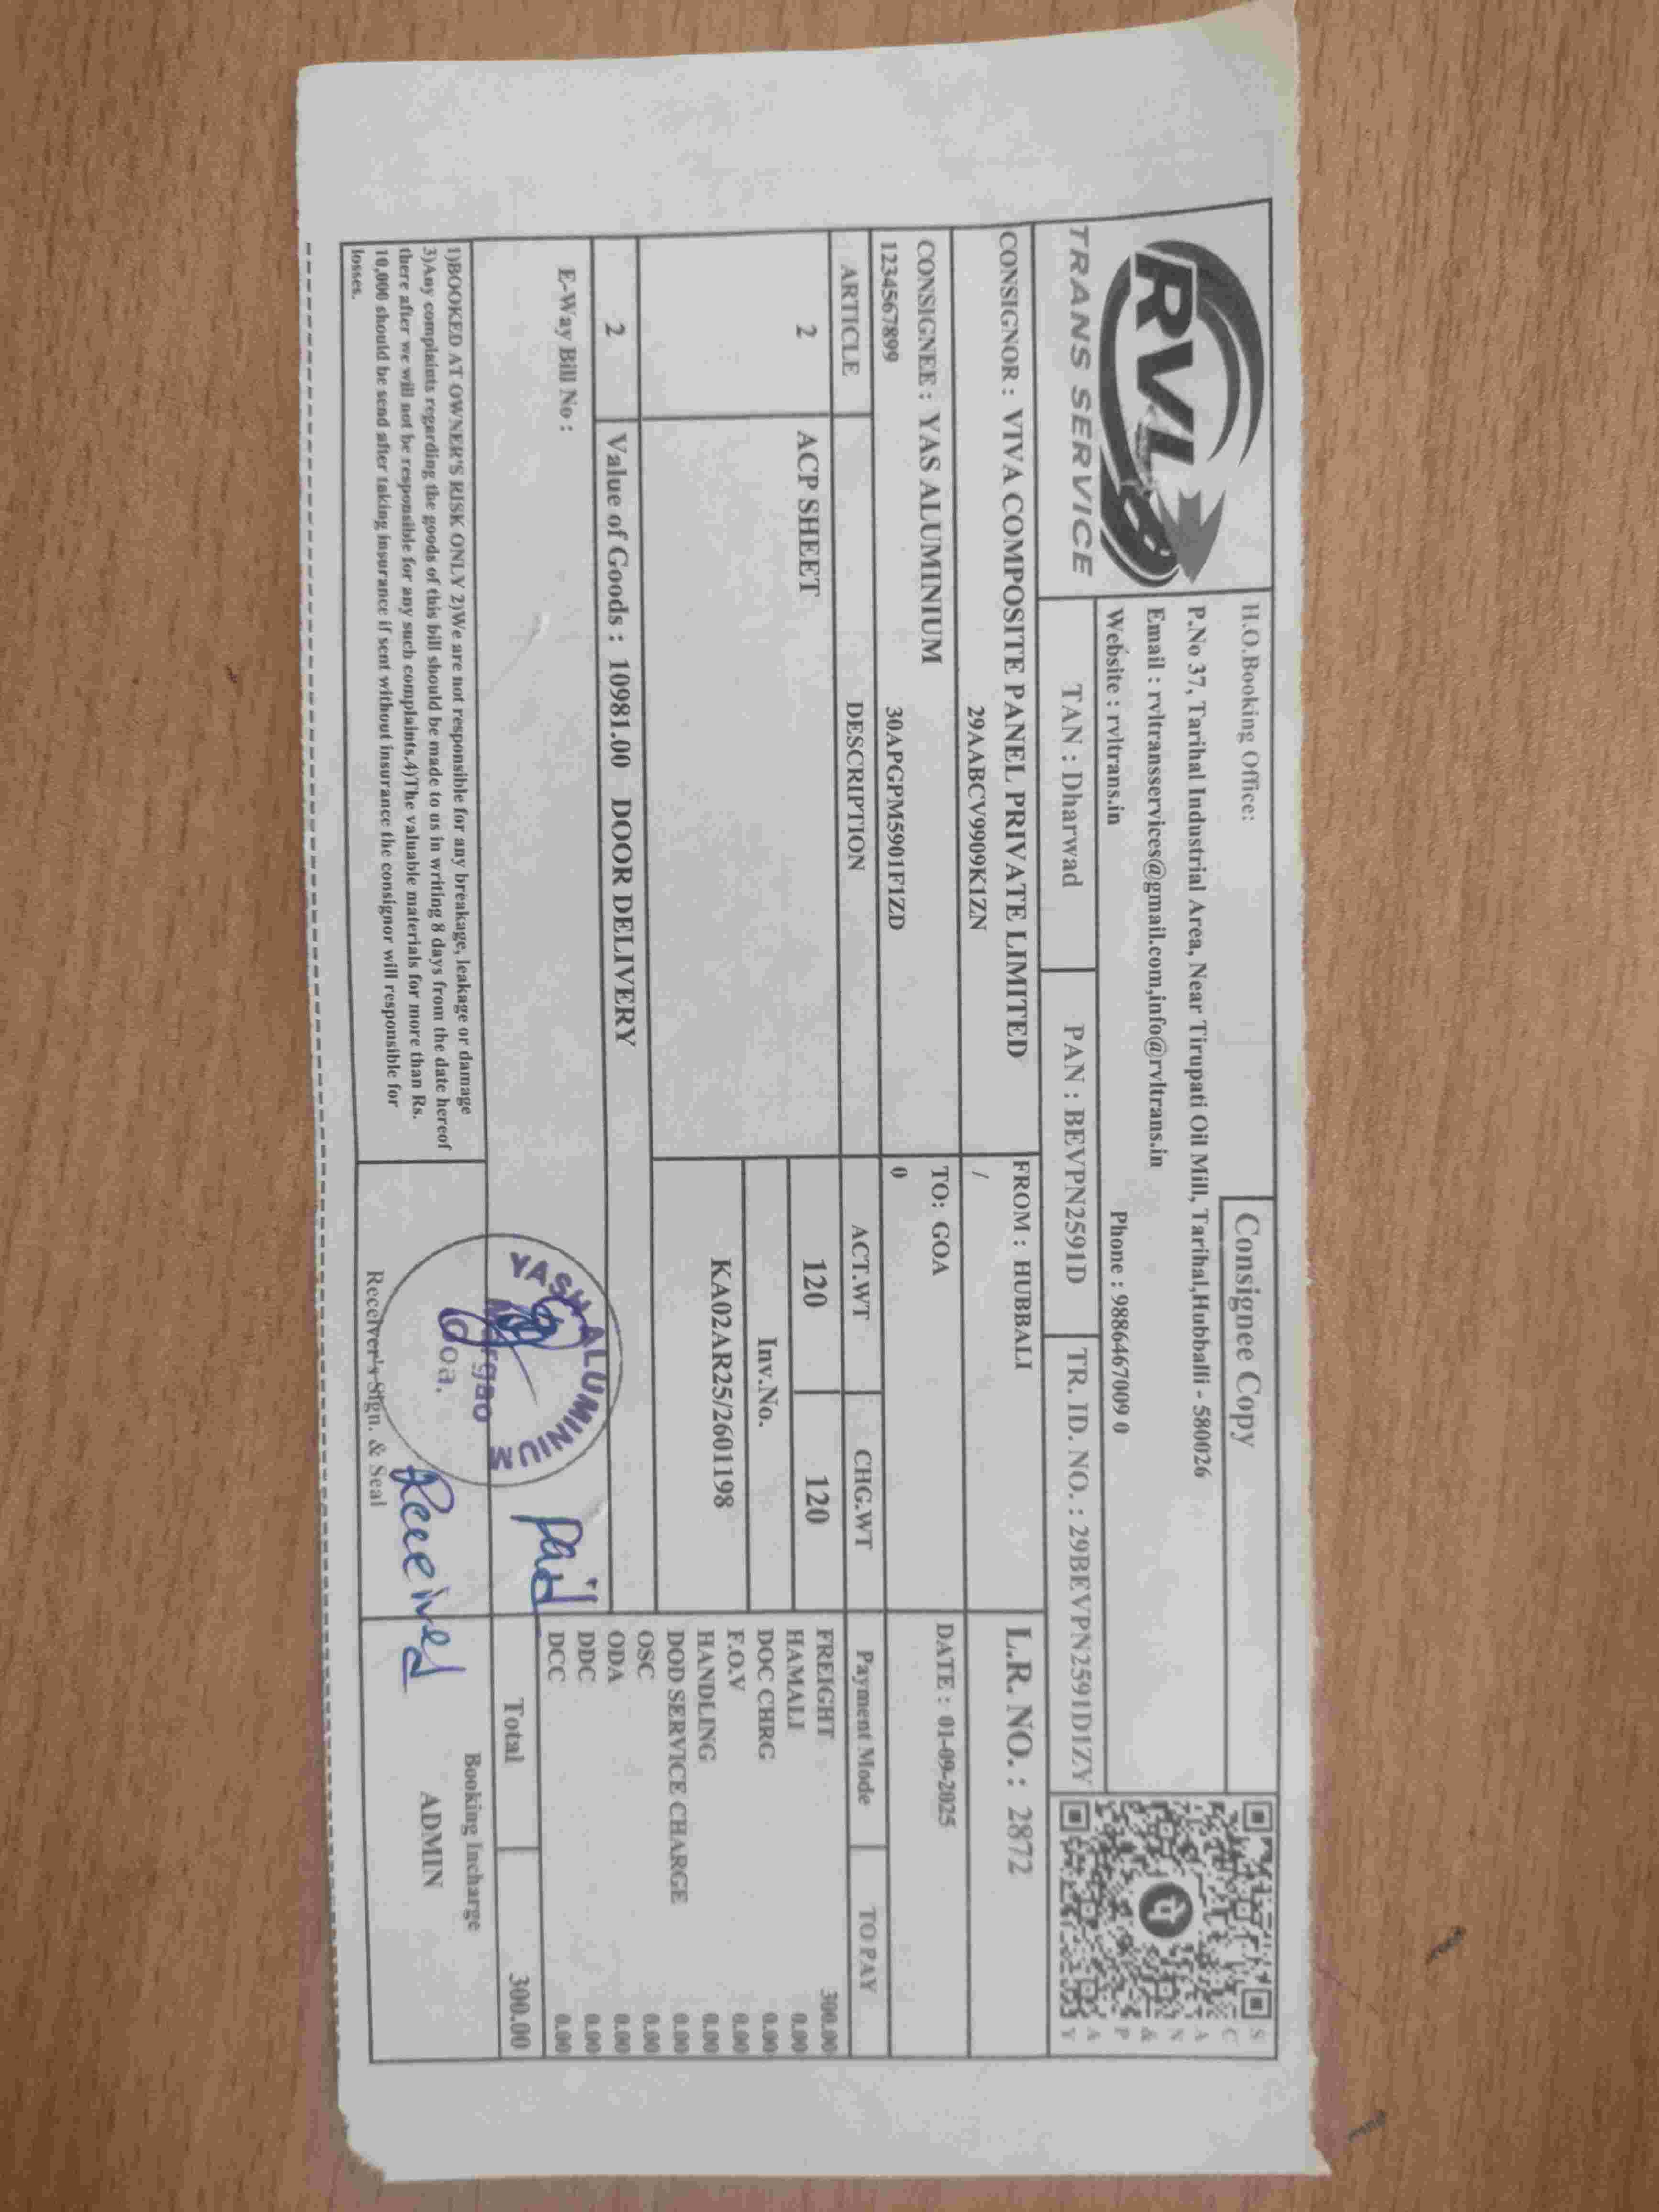 RVL
TRANS SERVICE
H.O.Booking Office:
Consignee Copy
P.No 37, Tarihal Industrial Area, Near Tirupati Oil Mill, Tarihal,Hubballi - 580026
Email : rvltransservices@gmail.com,info@rvltrans.in
Website : rvltrans.in Phone : 9886467009 0
SCAN & PAY
TAN : Dharwad PAN : BEVPN2591D TR. ID. NO. : 29BEVPN2591D1ZY
CONSIGNOR : VIVA COMPOSITE PANEL PRIVATE LIMITED FROM : HUBBALI L.R. NO. : 2872
29AABCV9909K1ZN /
CONSIGNEE : YAS ALUMINIUM TO: GOA DATE : 01-09-2025
1234567899 30APGPM5901F1ZD 0
ARTICLE DESCRIPTION ACT.WT CHG.WT Payment Mode TO PAY
2 ACP SHEET 120 120 FREIGHT 300.00
HAMALI 0.00
Inv.No. DOC CHRG 0.00
F.O.V 0.00
KA02AR25/2601198 HANDLING 0.00
DOD SERVICE CHARGE 0.00
OSC 0.00
2 Value of Goods : 10981.00 DOOR DELIVERY ODA 0.00
DDC 0.00
E-Way Bill No : DCC 0.00
Paid
YASH ALUMINIUM
Margao
Goa.
Total 300.00
1)BOOKED AT OWNER'S RISK ONLY 2)We are not responsible for any breakage, leakage or damage
3)Any complaints regarding the goods of this bill should be made to us in writing 8 days from the date hereof
there after we will not be responsible for any such complaints.4)The valuable materials for more than Rs.
10,000 should be send after taking insurance if sent without insurance the consignor will responsible for
losses.
Received
Receiver's Sign. & Seal
Booking Incharge
ADMIN